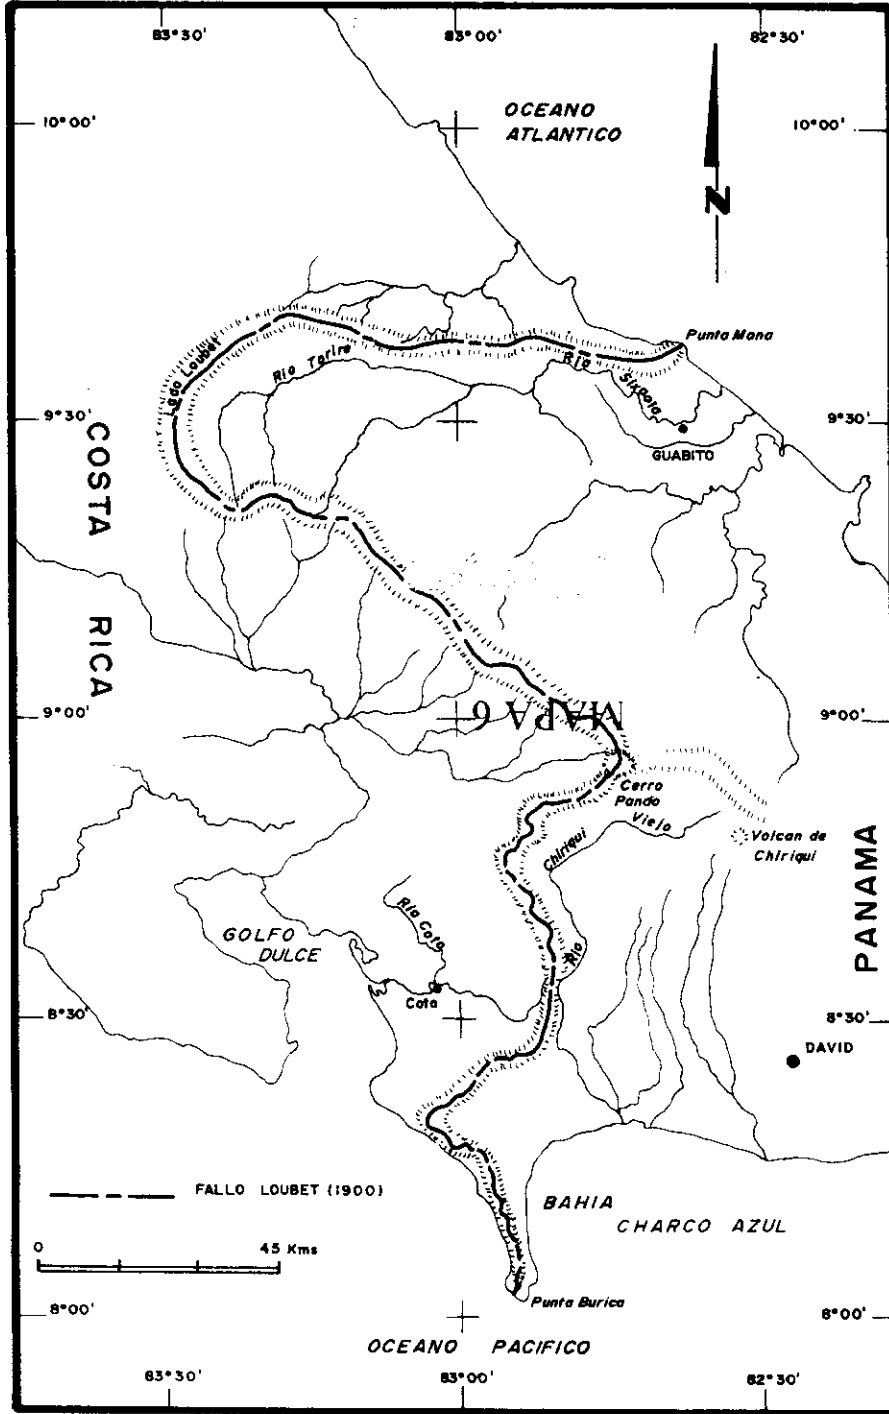 83°30'
83°00'
82°30'
10°00'
OCEANO
ATLANTICO
10°00'
N
Punta Mona
Lado Loubet
Rio Tarire
Rio
Sixaola
9°30'
9°30'
GUABITO
COSTA RICA
9°00'
MAPA 6
9°00'
Cerro
Pando
Chiriqui
Viejo
Volcan de
Chiriqui
PANAMA
Rio Coto
GOLFO
DULCE
Rio
Coto
8°30'
8°30'
DAVID
FALLO LOUBET (1900)
BAHIA
CHARCO AZUL
0
45 Kms
Punta Burica
8°00'
8°00'
OCEANO PACIFICO
83°30'
83°00'
82°30'